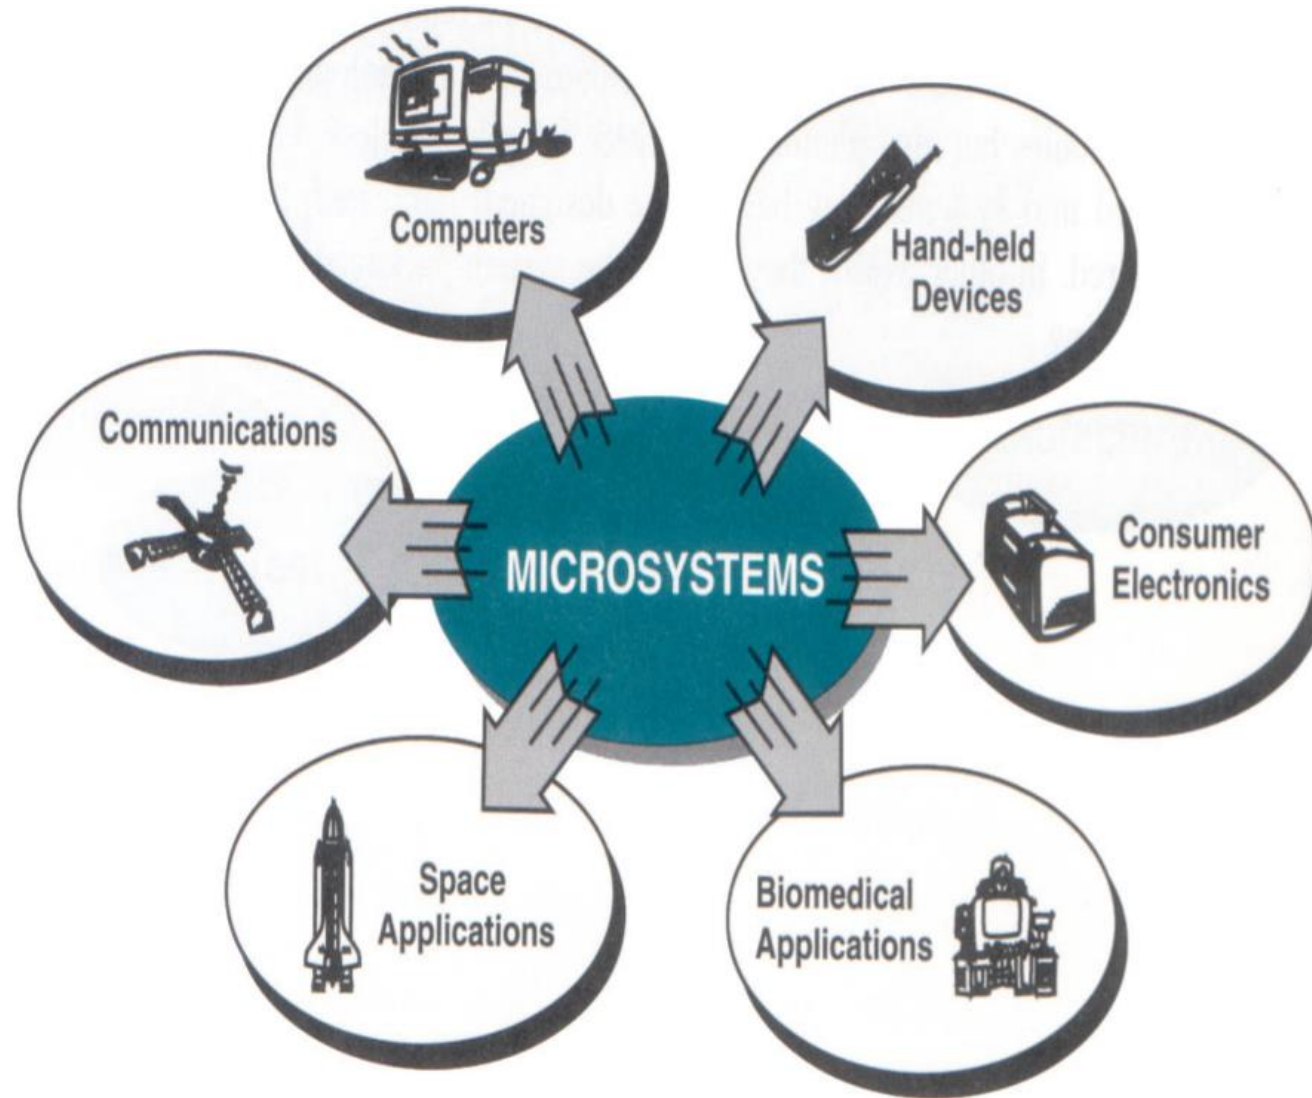 Computers
Hand-held
Devices
Communications
MICROSYSTEMS
Consumer
Electronics
Space
Applications
Biomedical
Applications